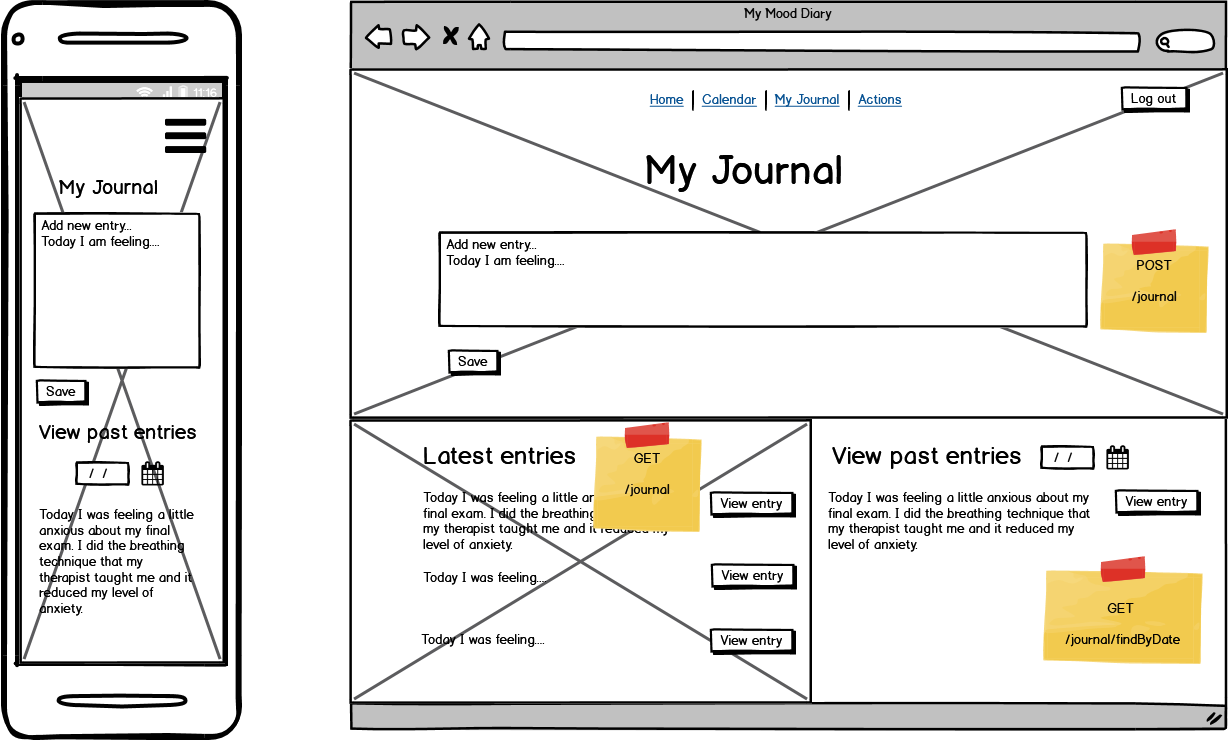 11:16
My Journal
Add new entry...
Today I am feeling....
Save
View past entries
/ /
Today I was feeling a little
anxious about my final
exam. I did the breathing
technique that my
therapist taught me and it
reduced my level of
anxiety.
My Mood Diary
Home | Calendar | My Journal | Actions
Log out
My Journal
Add new entry...
Today I am feeling....
POST
/journal
Save
Latest entries
GET
/journal
Today I was feeling a little
final exam. I did the breathing
my therapist taught me and it reduced my
level of anxiety.
View entry
Today I was feeling....
View entry
Today I was feeling....
View entry
View past entries
/ /
Today I was feeling a little anxious about my
final exam. I did the breathing technique that
my therapist taught me and it reduced my
level of anxiety.
View entry
GET
/journal/findByDate